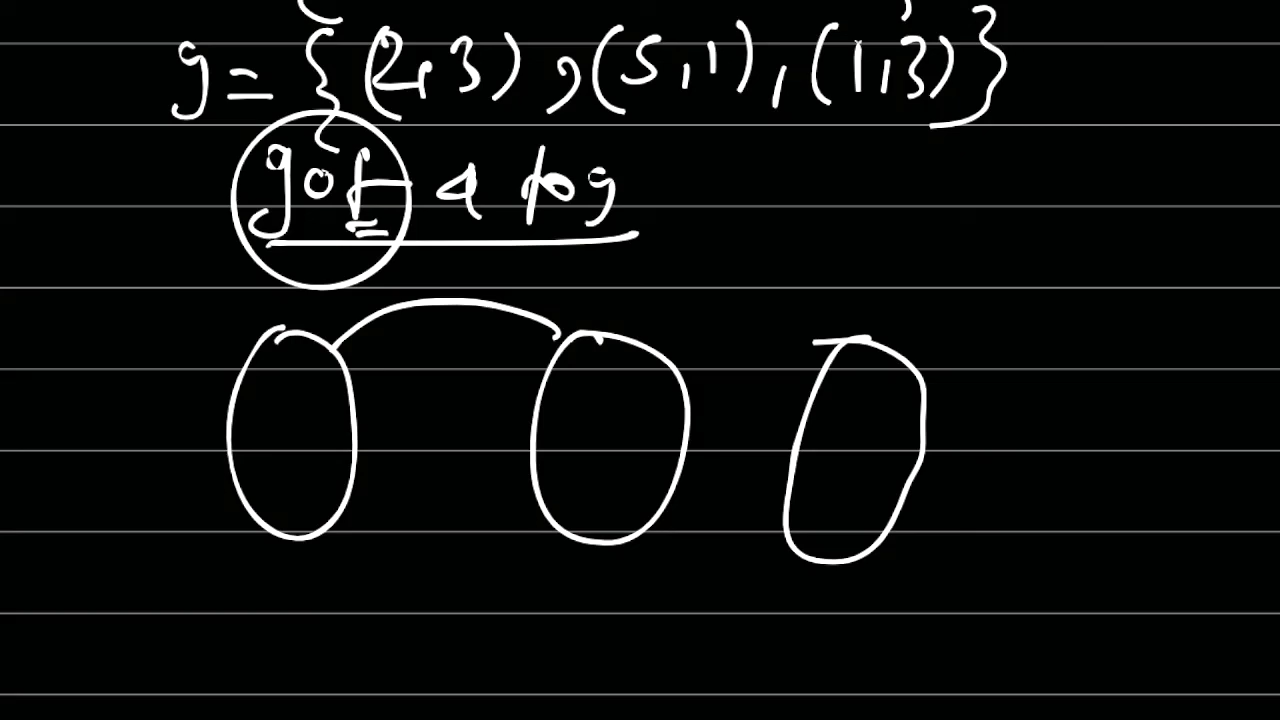 g = {(2,3), (5,1), (1,3)}
gof & fog